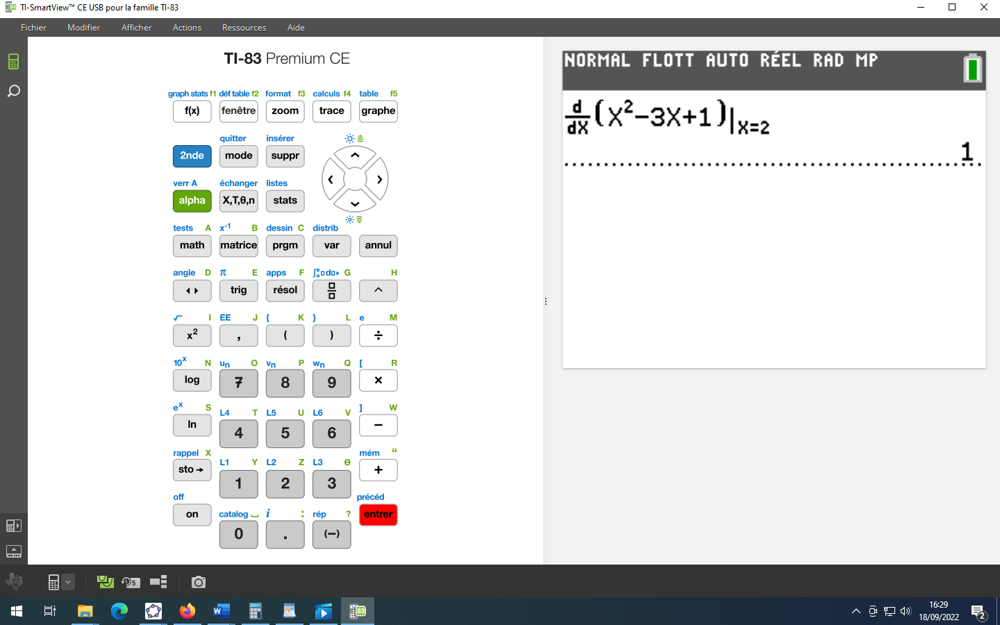 TI-SmartView™ CE USB pour la famille TI-83
Fichier Modifier Afficher Actions Ressources Aide
TI-83 Premium CE
NORMAL FLOTT AUTO RÉEL RAD MP
d/dX(X²-3X+1)|X=2
1
graph stats f1 déf table f2 format f3 calculs f4 table f5
f(x) fenêtre zoom trace graphe
quitter insérer
2nde mode suppr
verr A échanger listes
alpha X,T,θ,n stats
tests A x⁻¹ B dessin C distrib
math matrice prgm var annul
angle D π E apps F ∫▫▫d▫▸ G H
trig résol ▫/▫ ^
√ I EE J { K } L e M
x² , ( ) ÷
10ˣ N uₙ O vₙ P wₙ Q [ R
log 7 8 9 ×
eˣ S L4 T L5 U L6 V ] W
ln 4 5 6 −
rappel X L1 Y L2 Z L3 θ mém “
sto→ 1 2 3 +
off catalog ⎵ i : rép ? précéd
on 0 . (−) entrer
5
16:29
18/09/2022
2
83